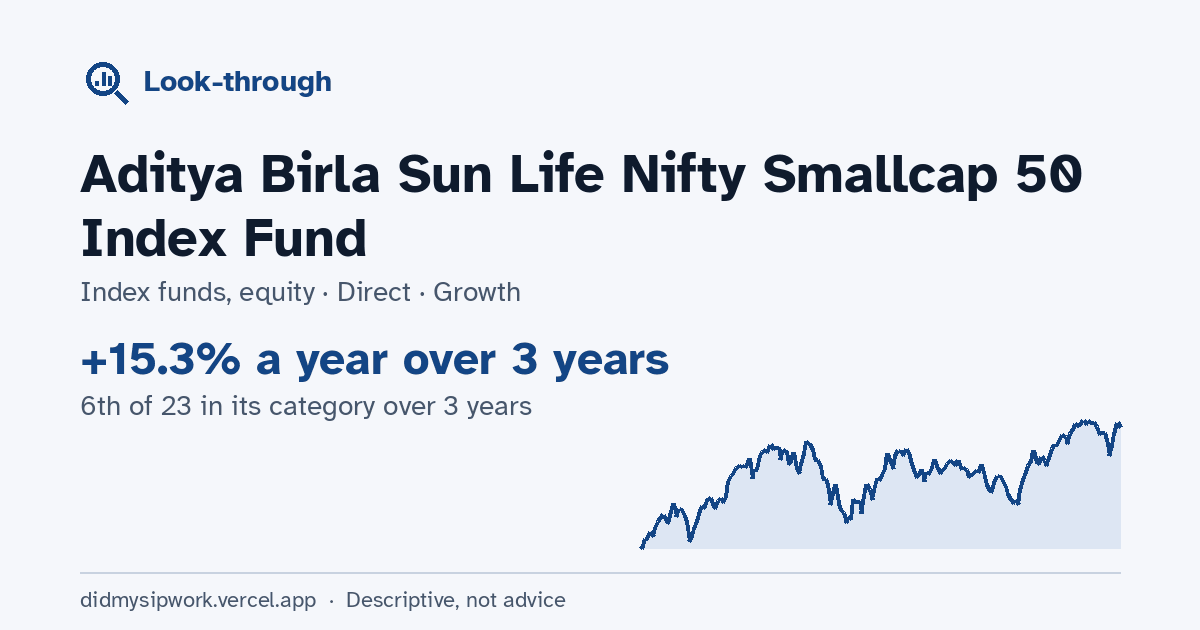 Look-through
Aditya Birla Sun Life Nifty Smallcap 50
Index Fund
Index funds, equity · Direct · Growth
+15.3% a year over 3 years
6th of 23 in its category over 3 years
didmysipwork.vercel.app · Descriptive, not advice